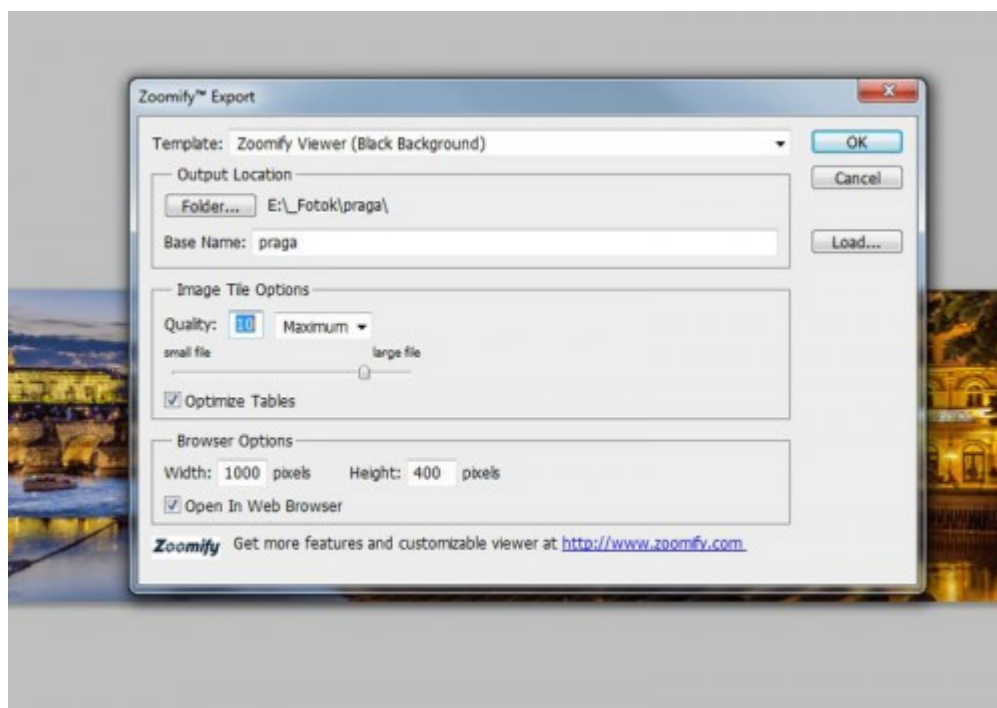 Zoomify™ Export
Template: Zoomify Viewer (Black Background)
OK
Output Location
Cancel
Folder... E:\_Fotok\praga\
Base Name: praga
Load...
Image Tile Options
Quality: 10 Maximum
small file large file
Optimize Tables
Browser Options
Width: 1000 pixels Height: 400 pixels
Open In Web Browser
Zoomify Get more features and customizable viewer at http://www.zoomify.com